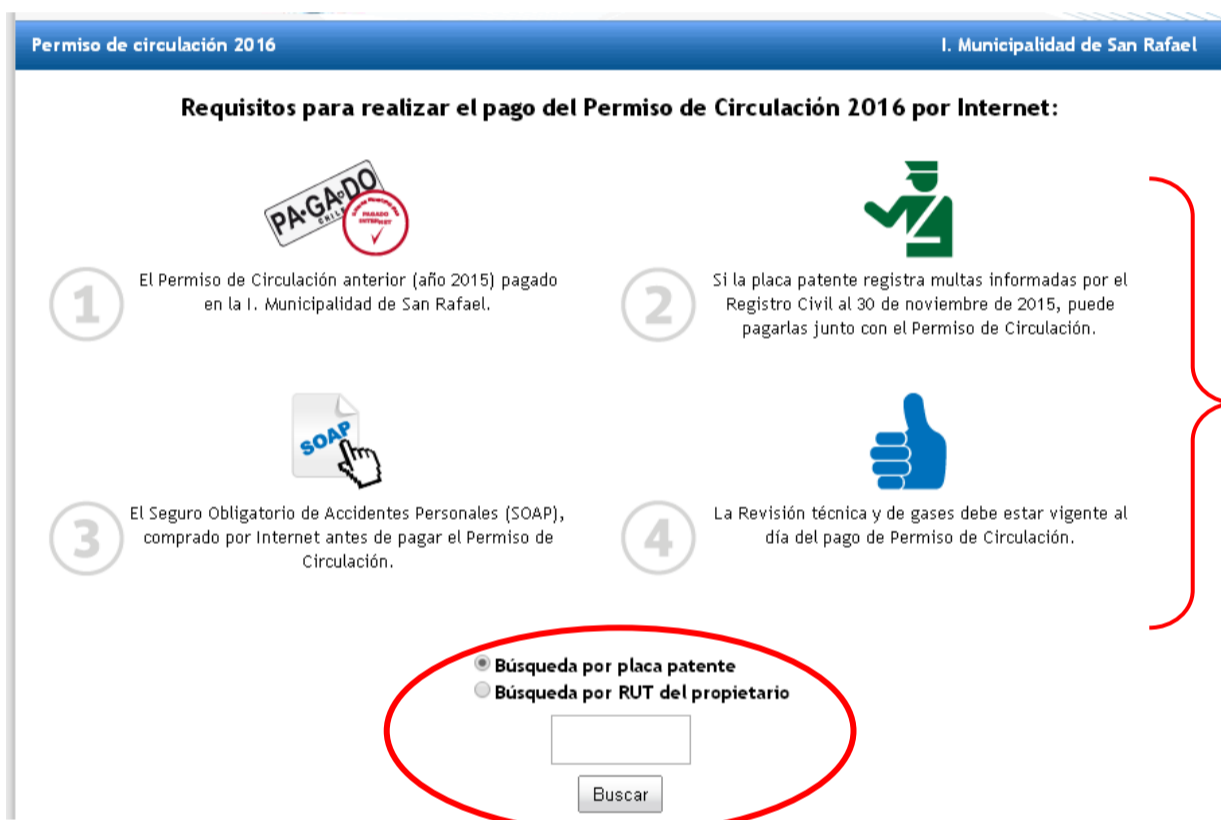 Permiso de circulación 2016
I. Municipalidad de San Rafael
Requisitos para realizar el pago del Permiso de Circulación 2016 por Internet:
PA·GA·DO
CHILE
PAGADO
INTERNET
1
El Permiso de Circulación anterior (año 2015) pagado
en la I. Municipalidad de San Rafael.
2
Si la placa patente registra multas informadas por el
Registro Civil al 30 de noviembre de 2015, puede
pagarlas junto con el Permiso de Circulación.
SOAP
3
El Seguro Obligatorio de Accidentes Personales (SOAP),
comprado por Internet antes de pagar el Permiso de
Circulación.
4
La Revisión técnica y de gases debe estar vigente al
día del pago de Permiso de Circulación.
Búsqueda por placa patente
Búsqueda por RUT del propietario
Buscar